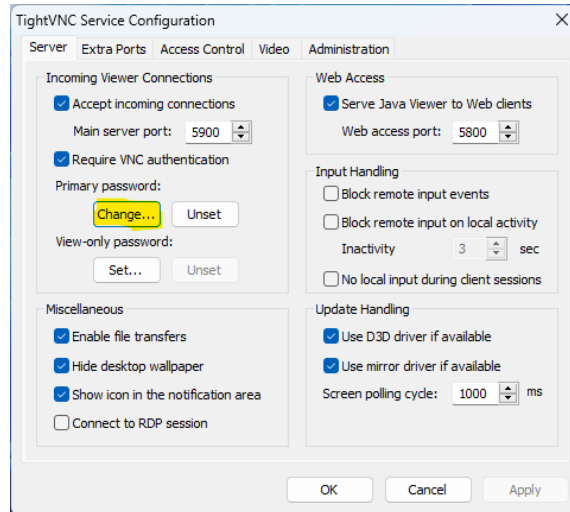 TightVNC Service Configuration
Server Extra Ports Access Control Video Administration
Incoming Viewer Connections
Accept incoming connections
Main server port: 5900
Require VNC authentication
Primary password:
Change... Unset
View-only password:
Set... Unset
Web Access
Serve Java Viewer to Web clients
Web access port: 5800
Input Handling
Block remote input events
Block remote input on local activity
Inactivity 3 sec
No local input during client sessions
Miscellaneous
Enable file transfers
Hide desktop wallpaper
Show icon in the notification area
Connect to RDP session
Update Handling
Use D3D driver if available
Use mirror driver if available
Screen polling cycle: 1000 ms
OK Cancel Apply